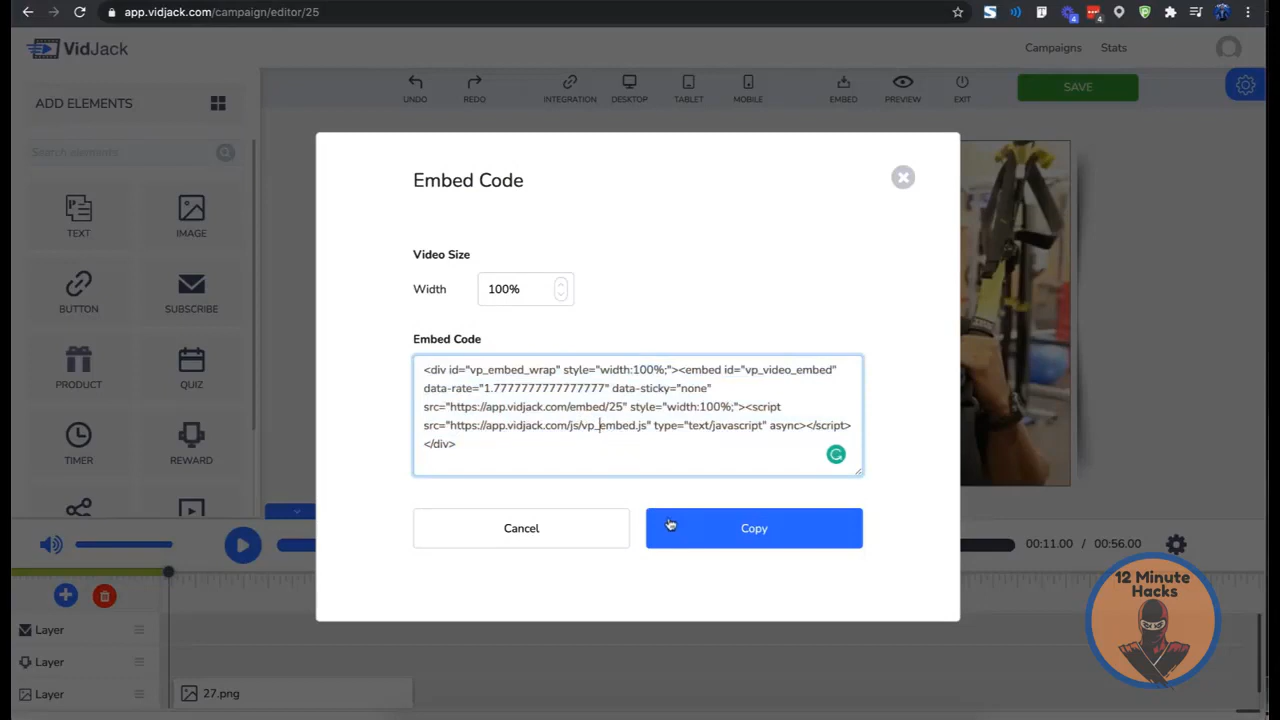 app.vidjack.com/campaign/editor/25
4
4
VidJack
Campaigns
Stats
ADD ELEMENTS
UNDO
REDO
INTEGRATION
DESKTOP
TABLET
MOBILE
EMBED
PREVIEW
EXIT
SAVE
Search elements
TEXT
IMAGE
BUTTON
SUBSCRIBE
PRODUCT
QUIZ
TIMER
REWARD
Embed Code
Video Size
Width
100%
Embed Code
<div id="vp_embed_wrap" style="width:100%;"><embed id="vp_video_embed"
data-rate="1.7777777777777777" data-sticky="none"
src="https://app.vidjack.com/embed/25" style="width:100%;"><script
src="https://app.vidjack.com/js/vp_embed.js" type="text/javascript" async></script>
</div>
Cancel
Copy
00:11.00 / 00:56.00
12 Minute
Hacks
Layer
Layer
Layer
27.png